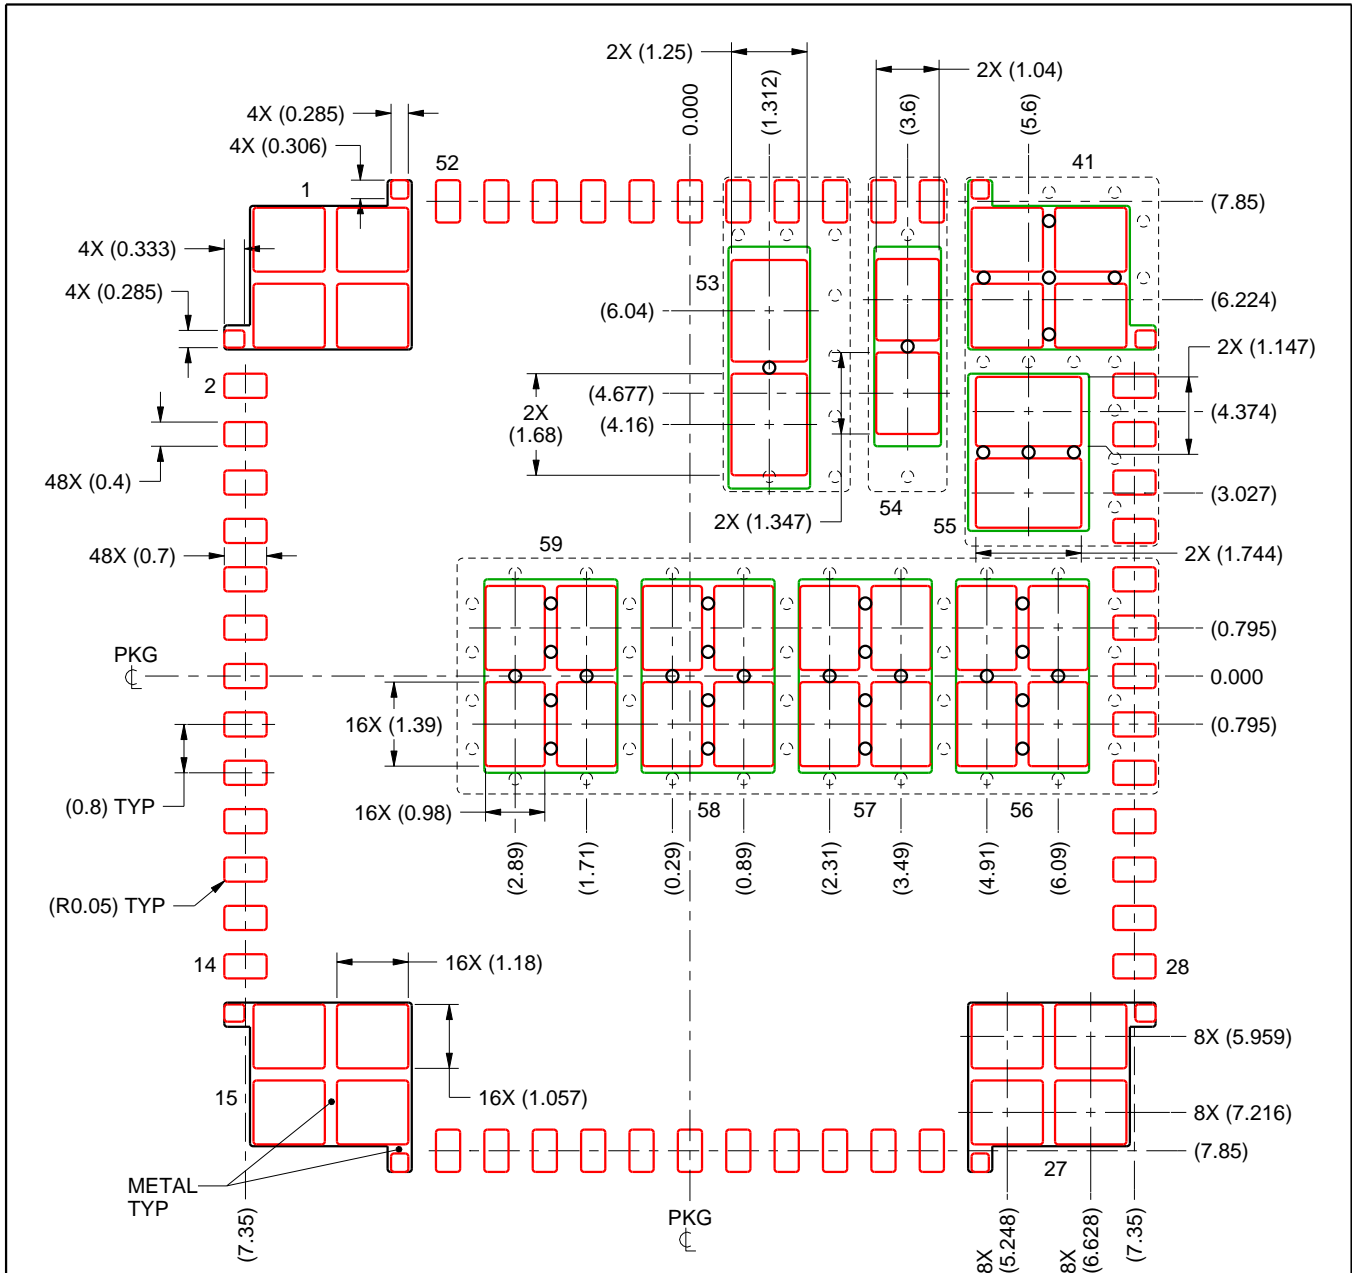 2X (1.25)
2X (1.04)
0.000
(1.312)
(3.6)
(5.6)
4X (0.285)
4X (0.306)
52
41
1
(7.85)
4X (0.333)
4X (0.285)
53
(6.04)
(6.224)
2X (1.147)
2
(4.677)
2X
(1.68)
(4.16)
(4.374)
48X (0.4)
(3.027)
54
2X (1.347)
55
59
48X (0.7)
2X (1.744)
(0.795)
PKG
0.000
16X (1.39)
(0.795)
(0.8) TYP
16X (0.98)
58
57
56
(2.89)
(1.71)
(0.29)
(0.89)
(2.31)
(3.49)
(4.91)
(6.09)
(R0.05) TYP
14
16X (1.18)
28
8X (5.959)
15
16X (1.057)
8X (7.216)
27
(7.85)
METAL
TYP
(7.35)
PKG
8X
(5.248)
8X
(6.628)
(7.35)